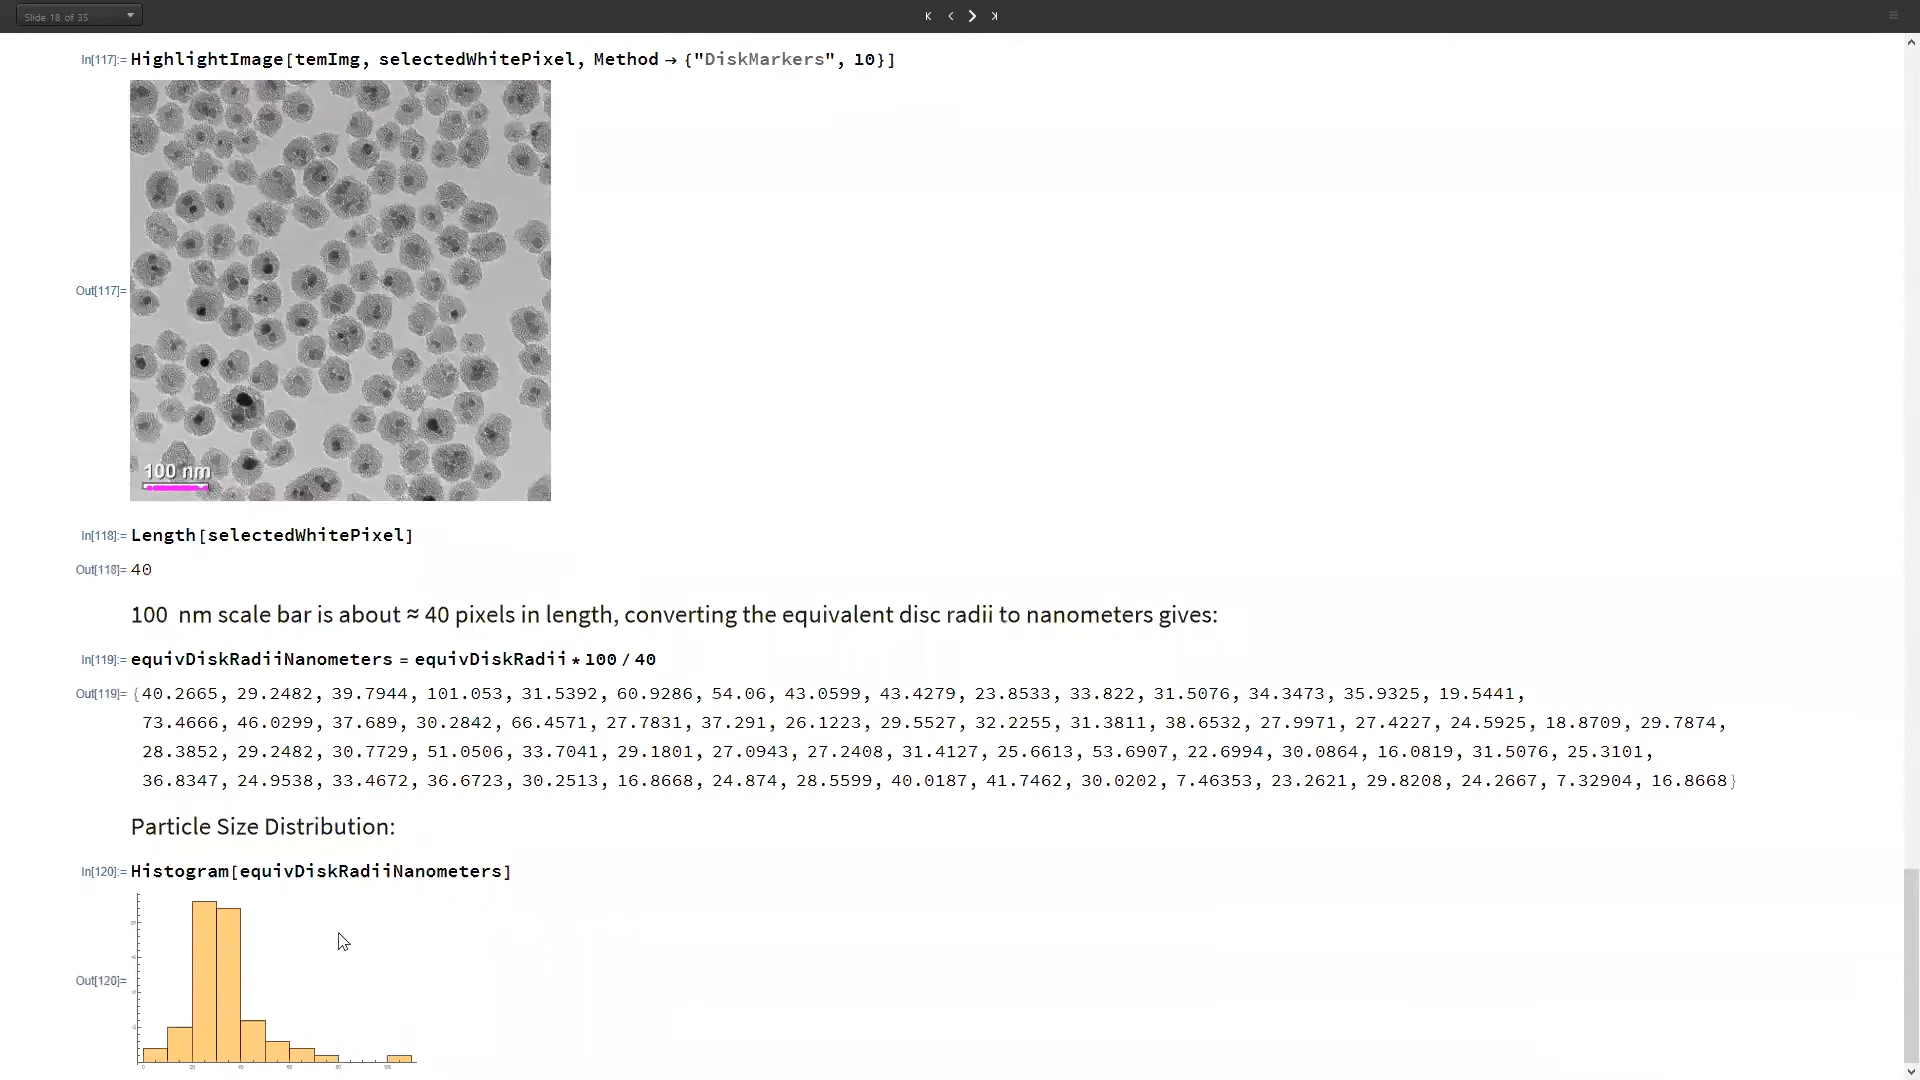 Slide 18 of 35
In[117]:= HighlightImage[temImg, selectedWhitePixel, Method → {"DiskMarkers", 10}]
Out[117]=
100 nm
In[118]:= Length[selectedWhitePixel]
Out[118]= 40
100 nm scale bar is about ≈ 40 pixels in length, converting the equivalent disc radii to nanometers gives:
In[119]:= equivDiskRadiiNanometers = equivDiskRadii * 100 / 40
Out[119]= {40.2665, 29.2482, 39.7944, 101.053, 31.5392, 60.9286, 54.06, 43.0599, 43.4279, 23.8533, 33.822, 31.5076, 34.3473, 35.9325, 19.5441,
73.4666, 46.0299, 37.689, 30.2842, 66.4571, 27.7831, 37.291, 26.1223, 29.5527, 32.2255, 31.3811, 38.6532, 27.9971, 27.4227, 24.5925, 18.8709, 29.7874,
28.3852, 29.2482, 30.7729, 51.0506, 33.7041, 29.1801, 27.0943, 27.2408, 31.4127, 25.6613, 53.6907, 22.6994, 30.0864, 16.0819, 31.5076, 25.3101,
36.8347, 24.9538, 33.4672, 36.6723, 30.2513, 16.8668, 24.874, 28.5599, 40.0187, 41.7462, 30.0202, 7.46353, 23.2621, 29.8208, 24.2667, 7.32904, 16.8668}
Particle Size Distribution:
In[120]:= Histogram[equivDiskRadiiNanometers]
Out[120]=
0 20 40 60 80 100